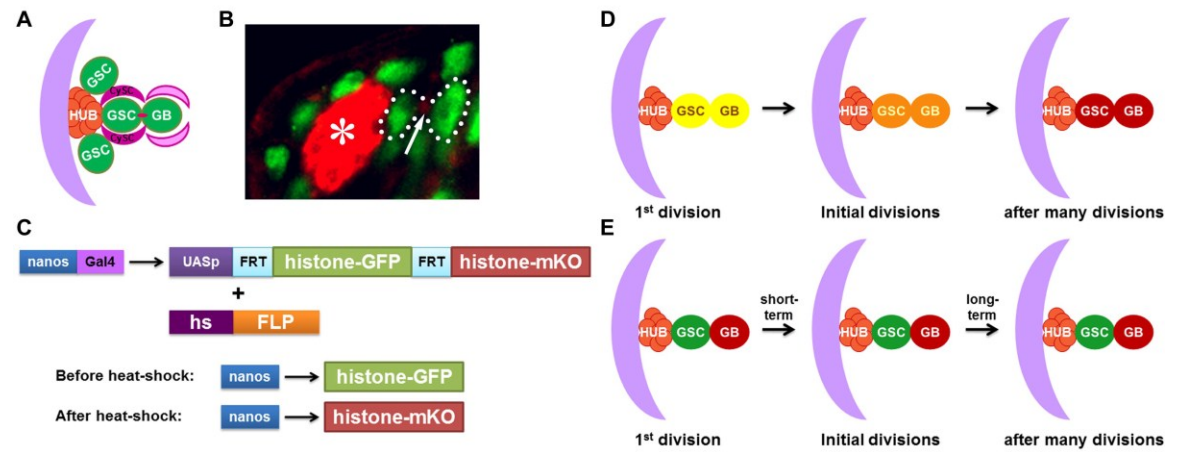 A
GSC
CySC
HUB
GSC
GB
CySC
GSC
B
*
C
nanos Gal4
UASp FRT histone-GFP FRT histone-mKO
+
hs FLP
Before heat-shock: nanos histone-GFP
After heat-shock: nanos histone-mKO
D
HUB GSC GB
HUB GSC GB
HUB GSC GB
1st division
Initial divisions
after many divisions
E
short-
term
long-
term
HUB GSC GB
HUB GSC GB
HUB GSC GB
1st division
Initial divisions
after many divisions